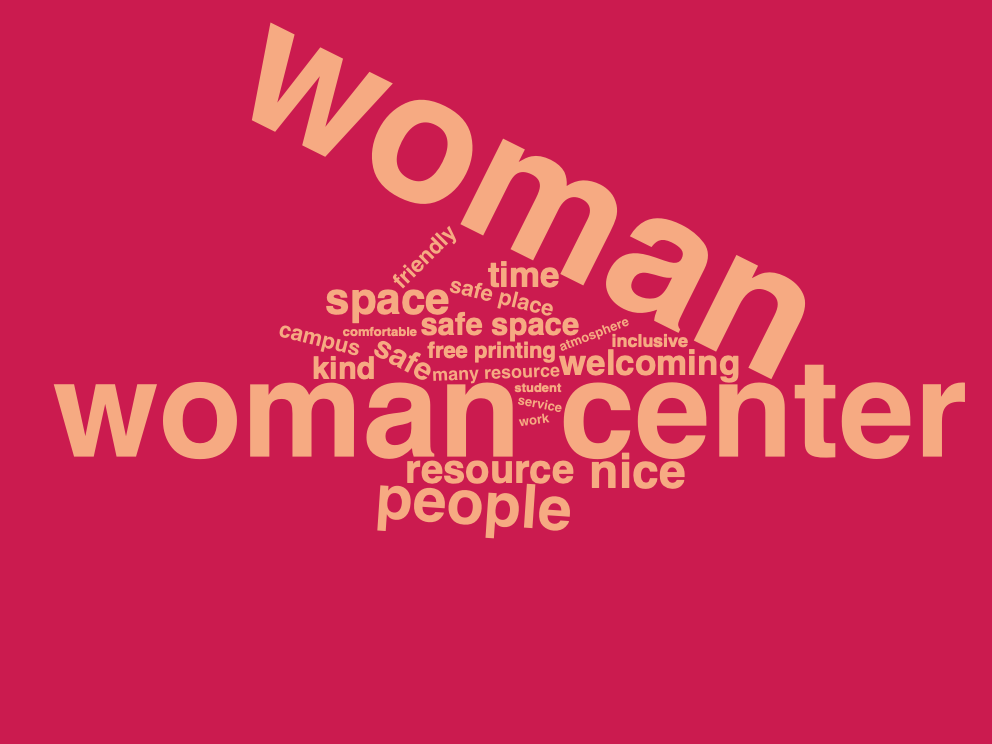 woman
friendly
time
space
safe place
safe space
campus
comfortable
atmosphere
inclusive
safe
free printing
welcoming
kind
many resource
student
woman center
service
work
resource
nice
people